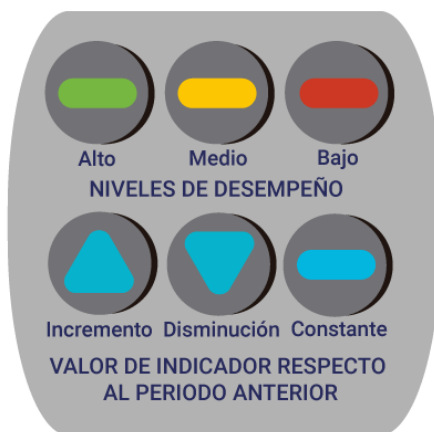 Alto Medio Bajo
NIVELES DE DESEMPEÑO
Incremento Disminución Constante
VALOR DE INDICADOR RESPECTO
AL PERIODO ANTERIOR